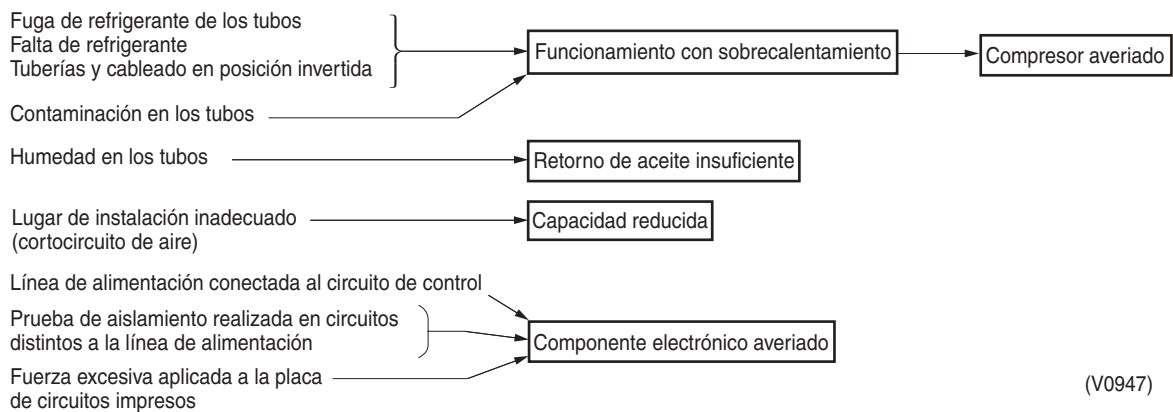 Fuga de refrigerante de los tubos
Falta de refrigerante
Tuberías y cableado en posición invertida
Funcionamiento con sobrecalentamiento
Compresor averiado
Contaminación en los tubos
Humedad en los tubos
Retorno de aceite insuficiente
Lugar de instalación inadecuado
(cortocircuito de aire)
Capacidad reducida
Línea de alimentación conectada al circuito de control
Prueba de aislamiento realizada en circuitos
distintos a la línea de alimentación
Componente electrónico averiado
Fuerza excesiva aplicada a la placa
de circuitos impresos
(V0947)